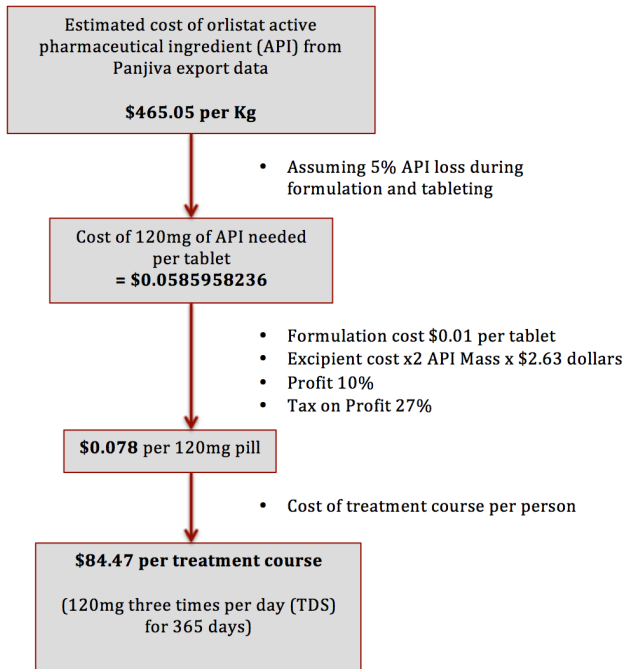 Estimated cost of orlistat active
pharmaceutical ingredient (API) from
Panjiva export data
$465.05 per Kg
• Assuming 5% API loss during
formulation and tableting
Cost of 120mg of API needed
per tablet
= $0.0585958236
• Formulation cost $0.01 per tablet
• Excipient cost x2 API Mass x $2.63 dollars
• Profit 10%
• Tax on Profit 27%
$0.078 per 120mg pill
• Cost of treatment course per person
$84.47 per treatment course
(120mg three times per day (TDS)
for 365 days)